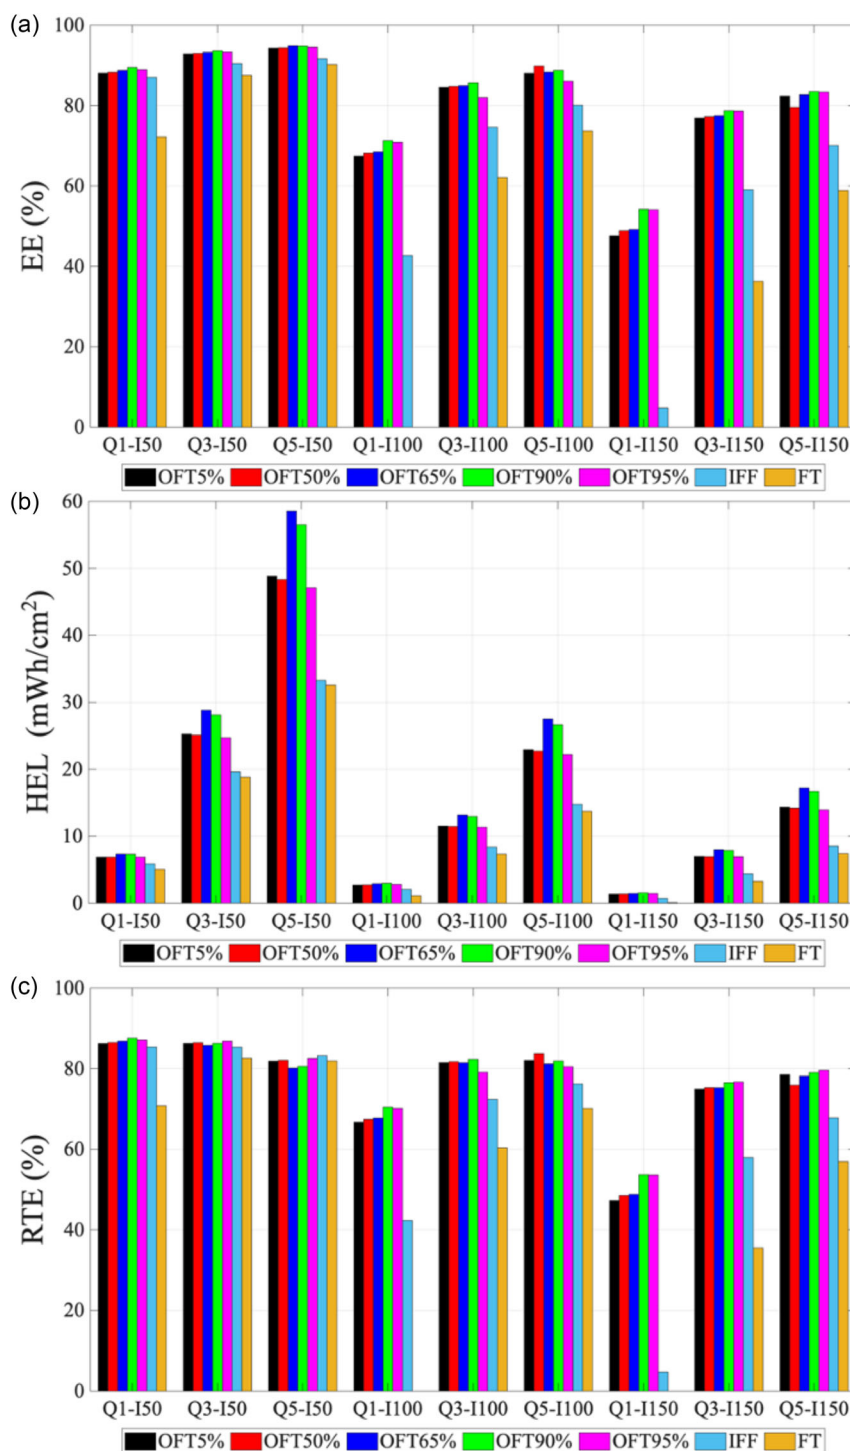 (a)
100
80
60
40
20
0
EE (%)
Q1-I50 Q3-I50 Q5-I50 Q1-I100 Q3-I100 Q5-I100 Q1-I150 Q3-I150 Q5-I150
OFT5% OFT50% OFT65% OFT90% OFT95% IFF FT
(b)
60
50
40
30
20
10
0
HEL (mWh/cm²)
Q1-I50 Q3-I50 Q5-I50 Q1-I100 Q3-I100 Q5-I100 Q1-I150 Q3-I150 Q5-I150
OFT5% OFT50% OFT65% OFT90% OFT95% IFF FT
(c)
100
80
60
40
20
0
RTE (%)
Q1-I50 Q3-I50 Q5-I50 Q1-I100 Q3-I100 Q5-I100 Q1-I150 Q3-I150 Q5-I150
OFT5% OFT50% OFT65% OFT90% OFT95% IFF FT